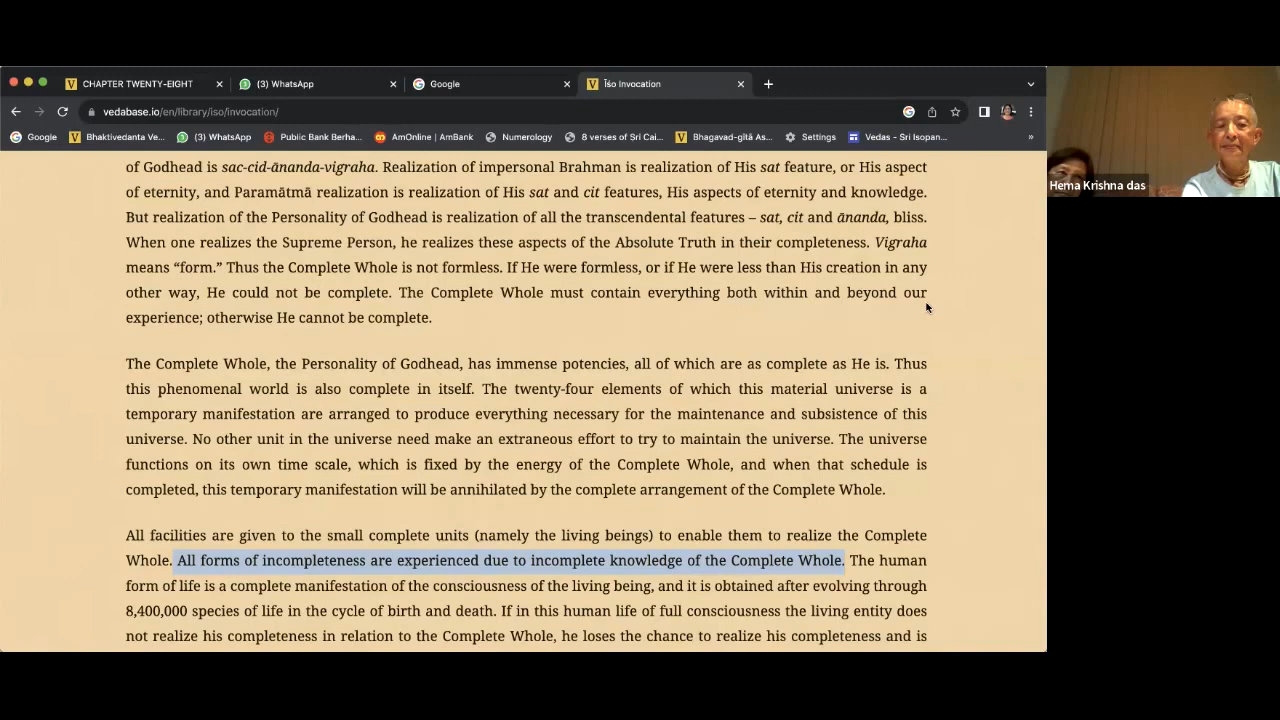 CHAPTER TWENTY-EIGHT
(3) WhatsApp
Google
Īśo Invocation
vedabase.io/en/library/iso/invocation/
Google
Bhaktivedanta Ve...
(3) WhatsApp
Public Bank Berha...
AmOnline | AmBank
Numerology
8 verses of Sri Cai...
Bhagavad-gītā As...
Settings
Vedas - Sri Isopan...
of Godhead is sac-cid-ānanda-vigraha. Realization of impersonal Brahman is realization of His sat feature, or His aspect
of eternity, and Paramātmā realization is realization of His sat and cit features, His aspects of eternity and knowledge.
But realization of the Personality of Godhead is realization of all the transcendental features – sat, cit and ānanda, bliss.
When one realizes the Supreme Person, he realizes these aspects of the Absolute Truth in their completeness. Vigraha
means “form.” Thus the Complete Whole is not formless. If He were formless, or if He were less than His creation in any
other way, He could not be complete. The Complete Whole must contain everything both within and beyond our
experience; otherwise He cannot be complete.
The Complete Whole, the Personality of Godhead, has immense potencies, all of which are as complete as He is. Thus
this phenomenal world is also complete in itself. The twenty-four elements of which this material universe is a
temporary manifestation are arranged to produce everything necessary for the maintenance and subsistence of this
universe. No other unit in the universe need make an extraneous effort to try to maintain the universe. The universe
functions on its own time scale, which is fixed by the energy of the Complete Whole, and when that schedule is
completed, this temporary manifestation will be annihilated by the complete arrangement of the Complete Whole.
All facilities are given to the small complete units (namely the living beings) to enable them to realize the Complete
Whole. All forms of incompleteness are experienced due to incomplete knowledge of the Complete Whole. The human
form of life is a complete manifestation of the consciousness of the living being, and it is obtained after evolving through
8,400,000 species of life in the cycle of birth and death. If in this human life of full consciousness the living entity does
not realize his completeness in relation to the Complete Whole, he loses the chance to realize his completeness and is
Hema Krishna das